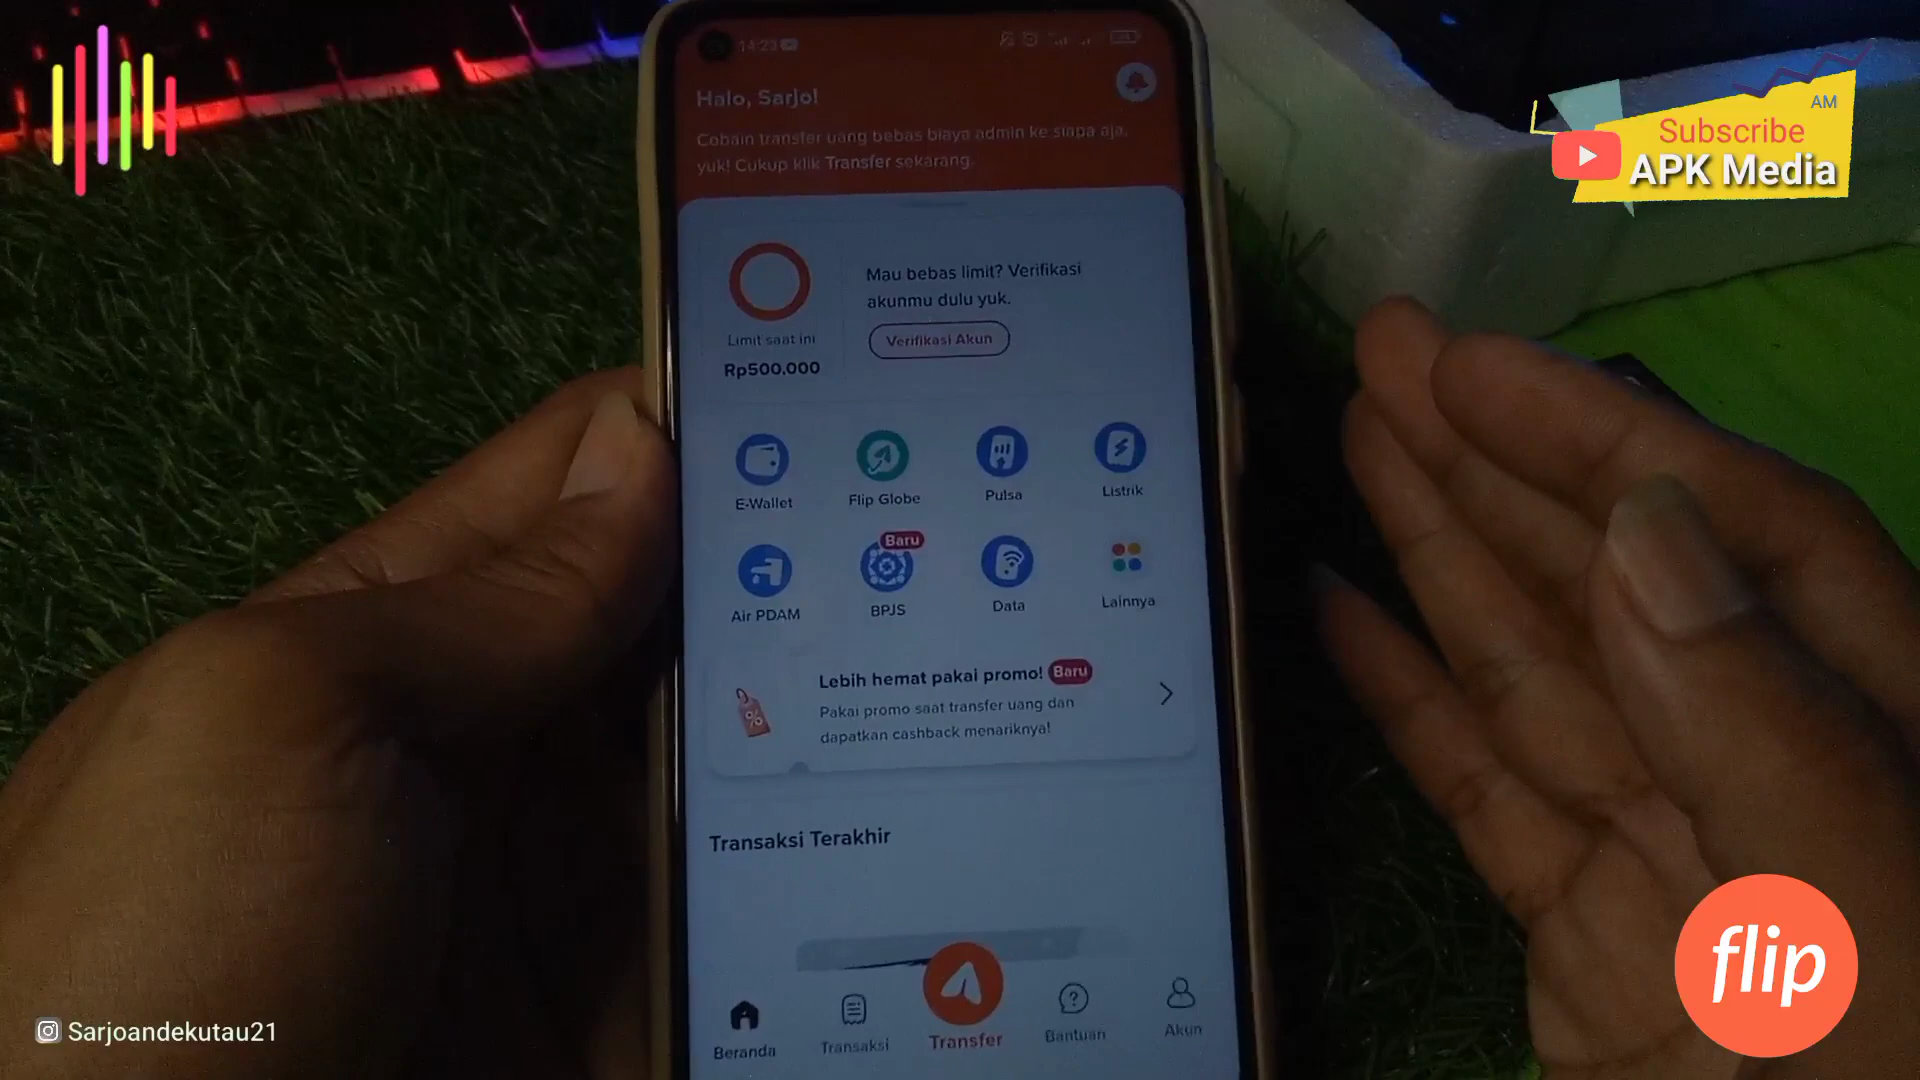 14:23
Halo, Sarjo!
Cobain transfer uang bebas biaya admin ke siapa aja,
yuk! Cukup klik Transfer sekarang.
Limit saat ini
Rp500.000
Mau bebas limit? Verifikasi
akunmu dulu yuk.
Verifikasi Akun
E-Wallet
Flip Globe
Pulsa
Listrik
Air PDAM
Baru
BPJS
Data
Lainnya
Lebih hemat pakai promo! Baru
Pakai promo saat transfer uang dan
dapatkan cashback menariknya!
Transaksi Terakhir
Beranda
Transaksi
Transfer
Bantuan
Akun
AM
Subscribe
APK Media
flip
Sarjoandekutau21